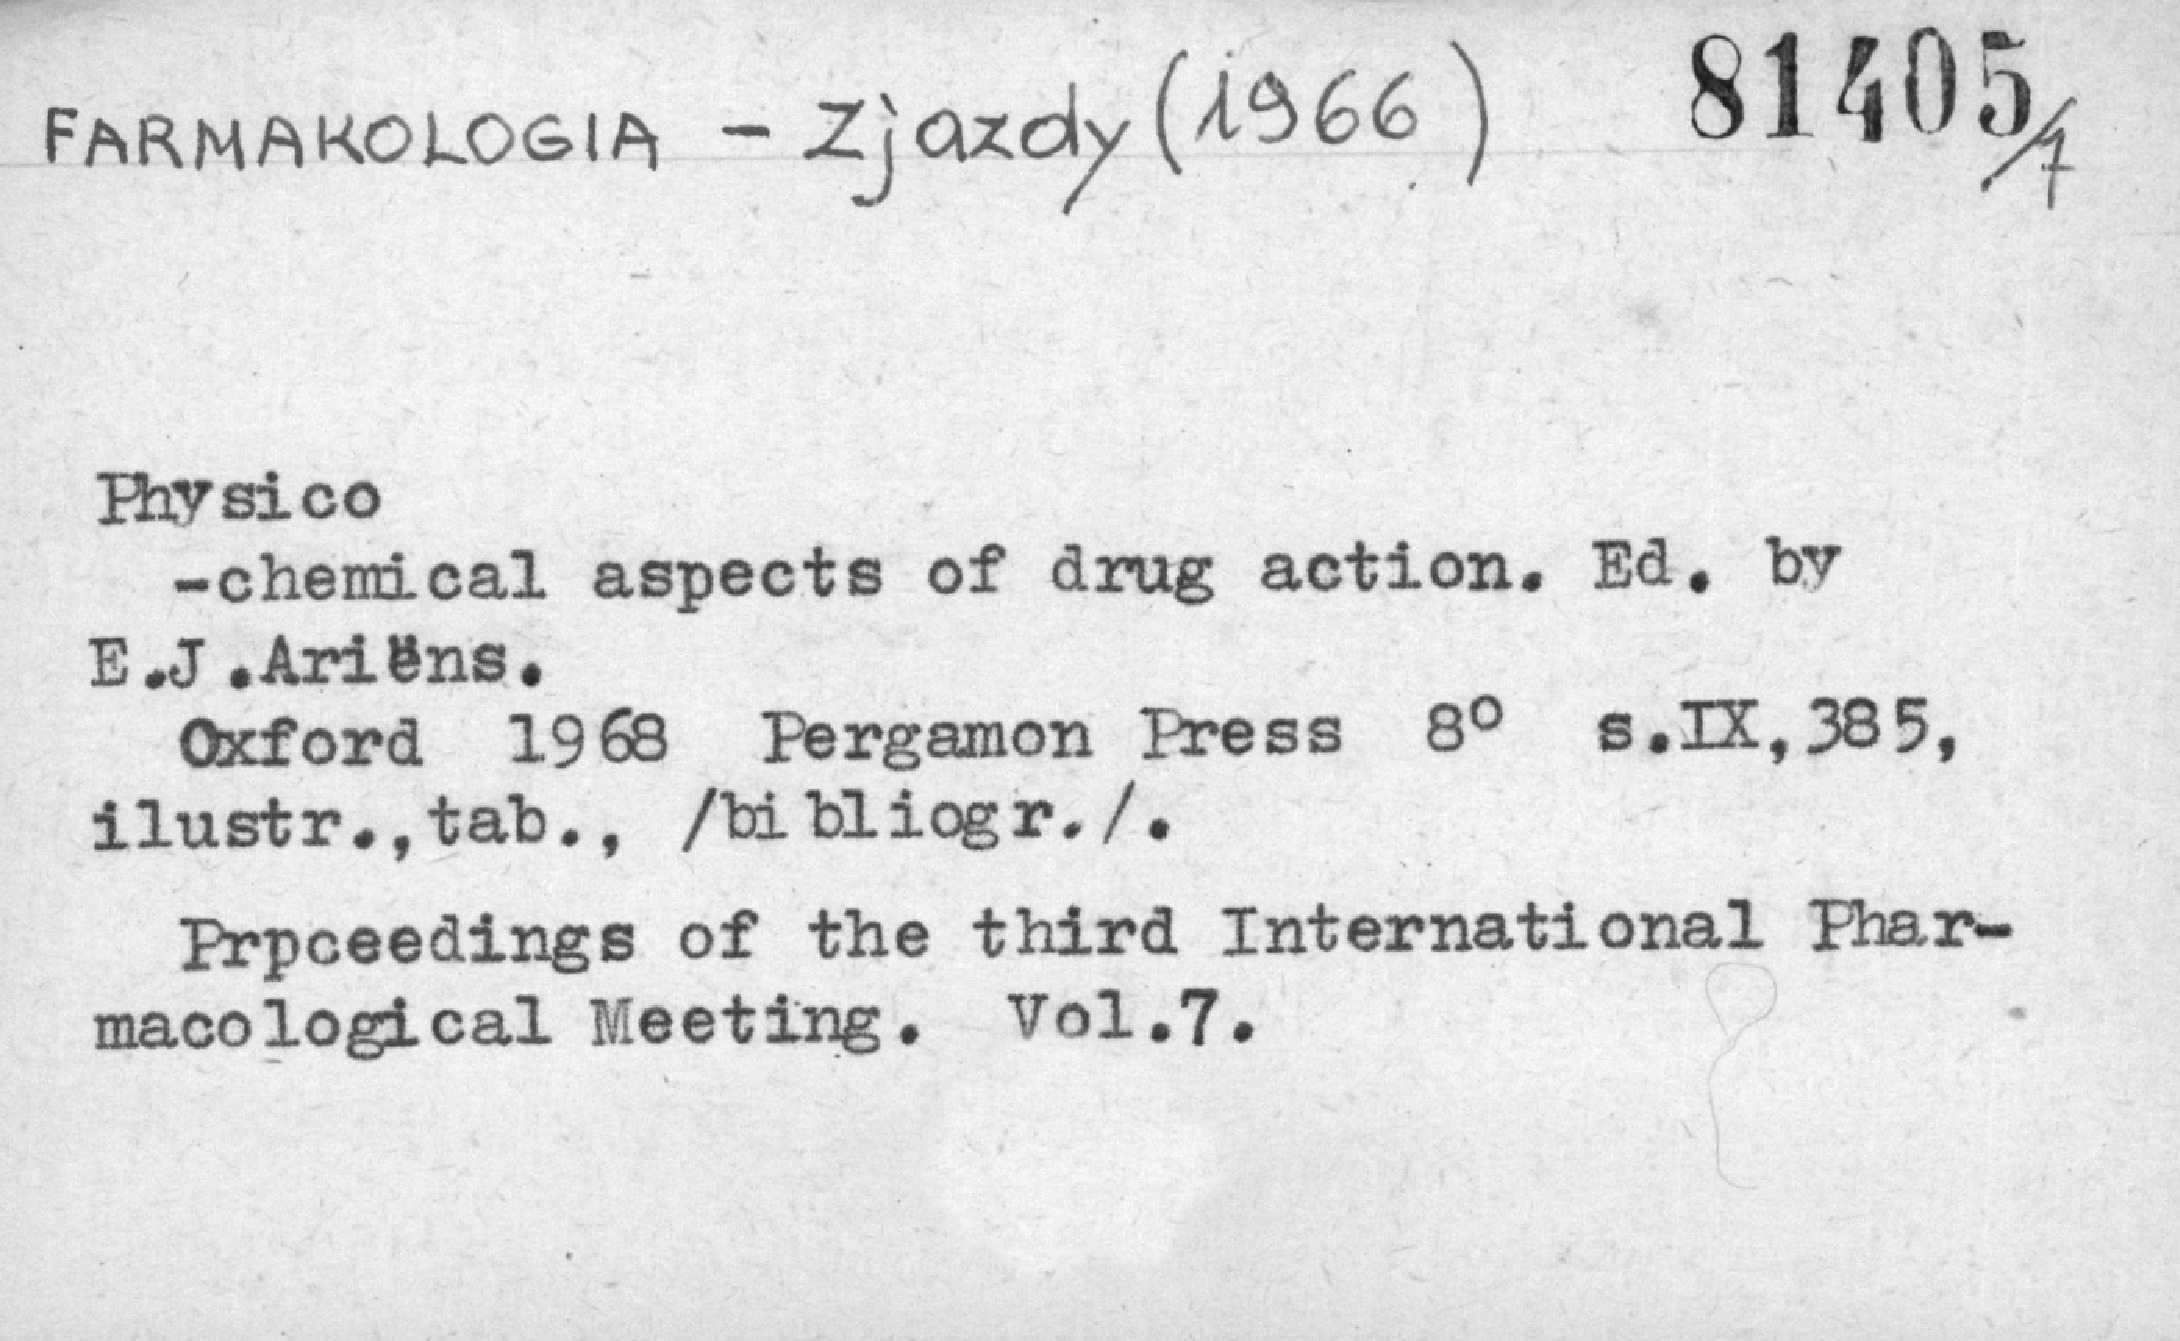 FARMAKOLOGIA - Zjazdy (1966) 81405/7
Physico
-chemical aspects of drug action. Ed. by
E.J.Ariëns.
Oxford 1968 Pergamon Press 8° s.IX,385,
ilustr.,tab., /bibliogr./.
Prpceedings of the third International Phar-
macological Meeting. Vol.7.